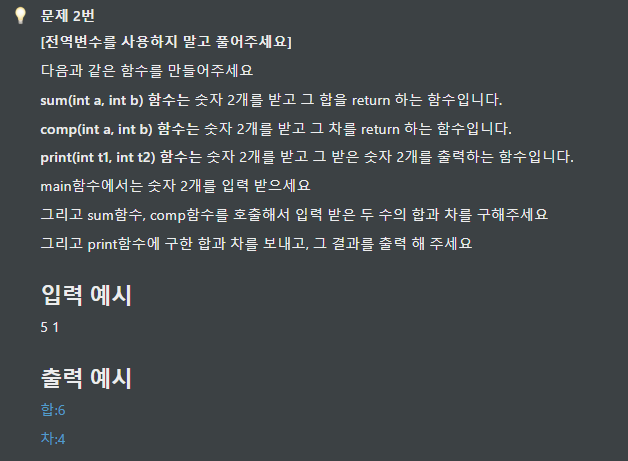 문제 2번
[전역변수를 사용하지 말고 풀어주세요]
다음과 같은 함수를 만들어주세요
sum(int a, int b) 함수는 숫자 2개를 받고 그 합을 return 하는 함수입니다.
comp(int a, int b) 함수는 숫자 2개를 받고 그 차를 return 하는 함수입니다.
print(int t1, int t2) 함수는 숫자 2개를 받고 그 받은 숫자 2개를 출력하는 함수입니다.
main함수에서는 숫자 2개를 입력 받으세요
그리고 sum함수, comp함수를 호출해서 입력 받은 두 수의 합과 차를 구해주세요
그리고 print함수에 구한 합과 차를 보내고, 그 결과를 출력 해 주세요
입력 예시
5 1
출력 예시
합:6
차:4